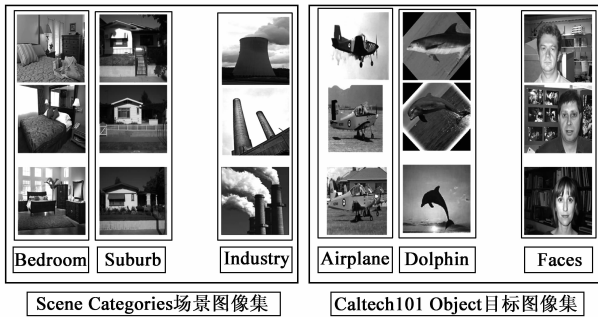 Bedroom
Suburb
Industry
Airplane
Dolphin
Faces
Scene Categories场景图像集
Caltech101 Object目标图像集